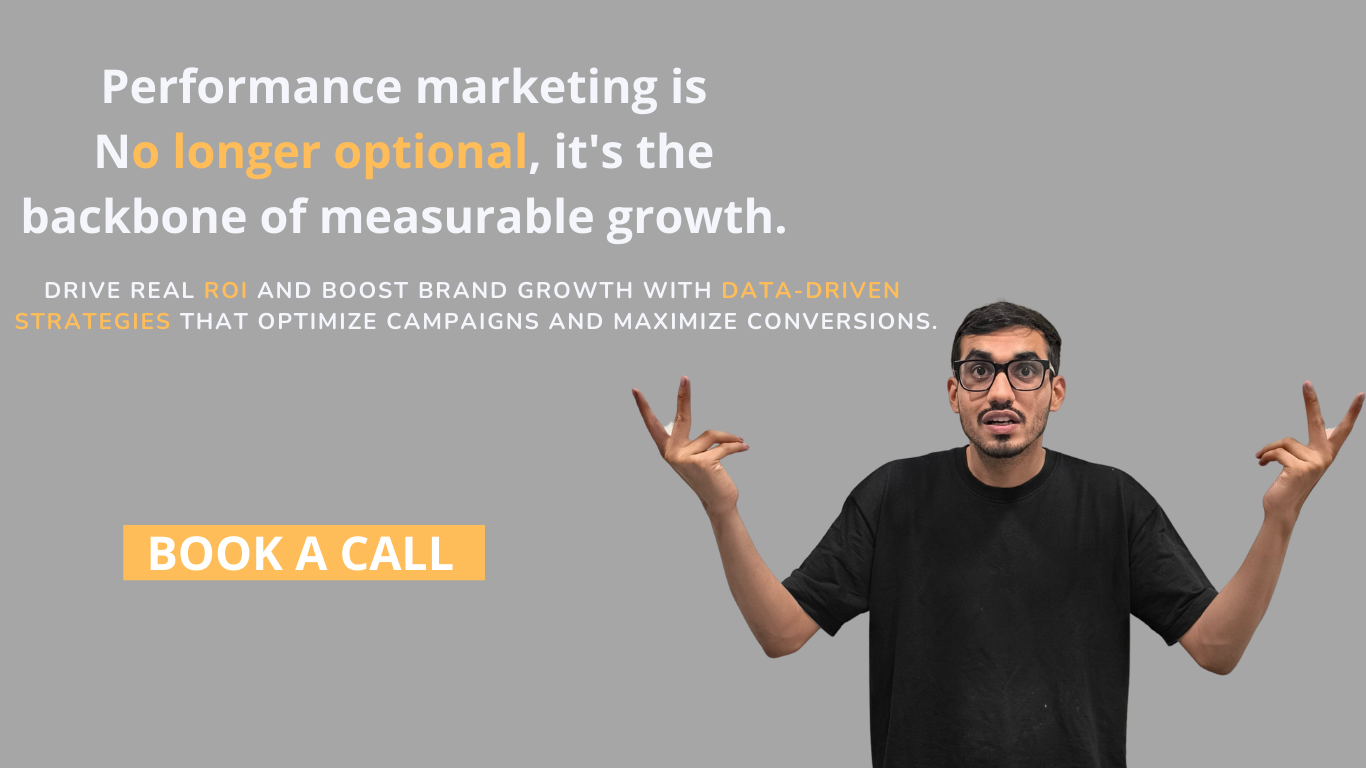 Performance marketing is
No longer optional, it's the
backbone of measurable growth.
DRIVE REAL ROI AND BOOST BRAND GROWTH WITH DATA-DRIVEN
STRATEGIES THAT OPTIMIZE CAMPAIGNS AND MAXIMIZE CONVERSIONS.
BOOK A CALL